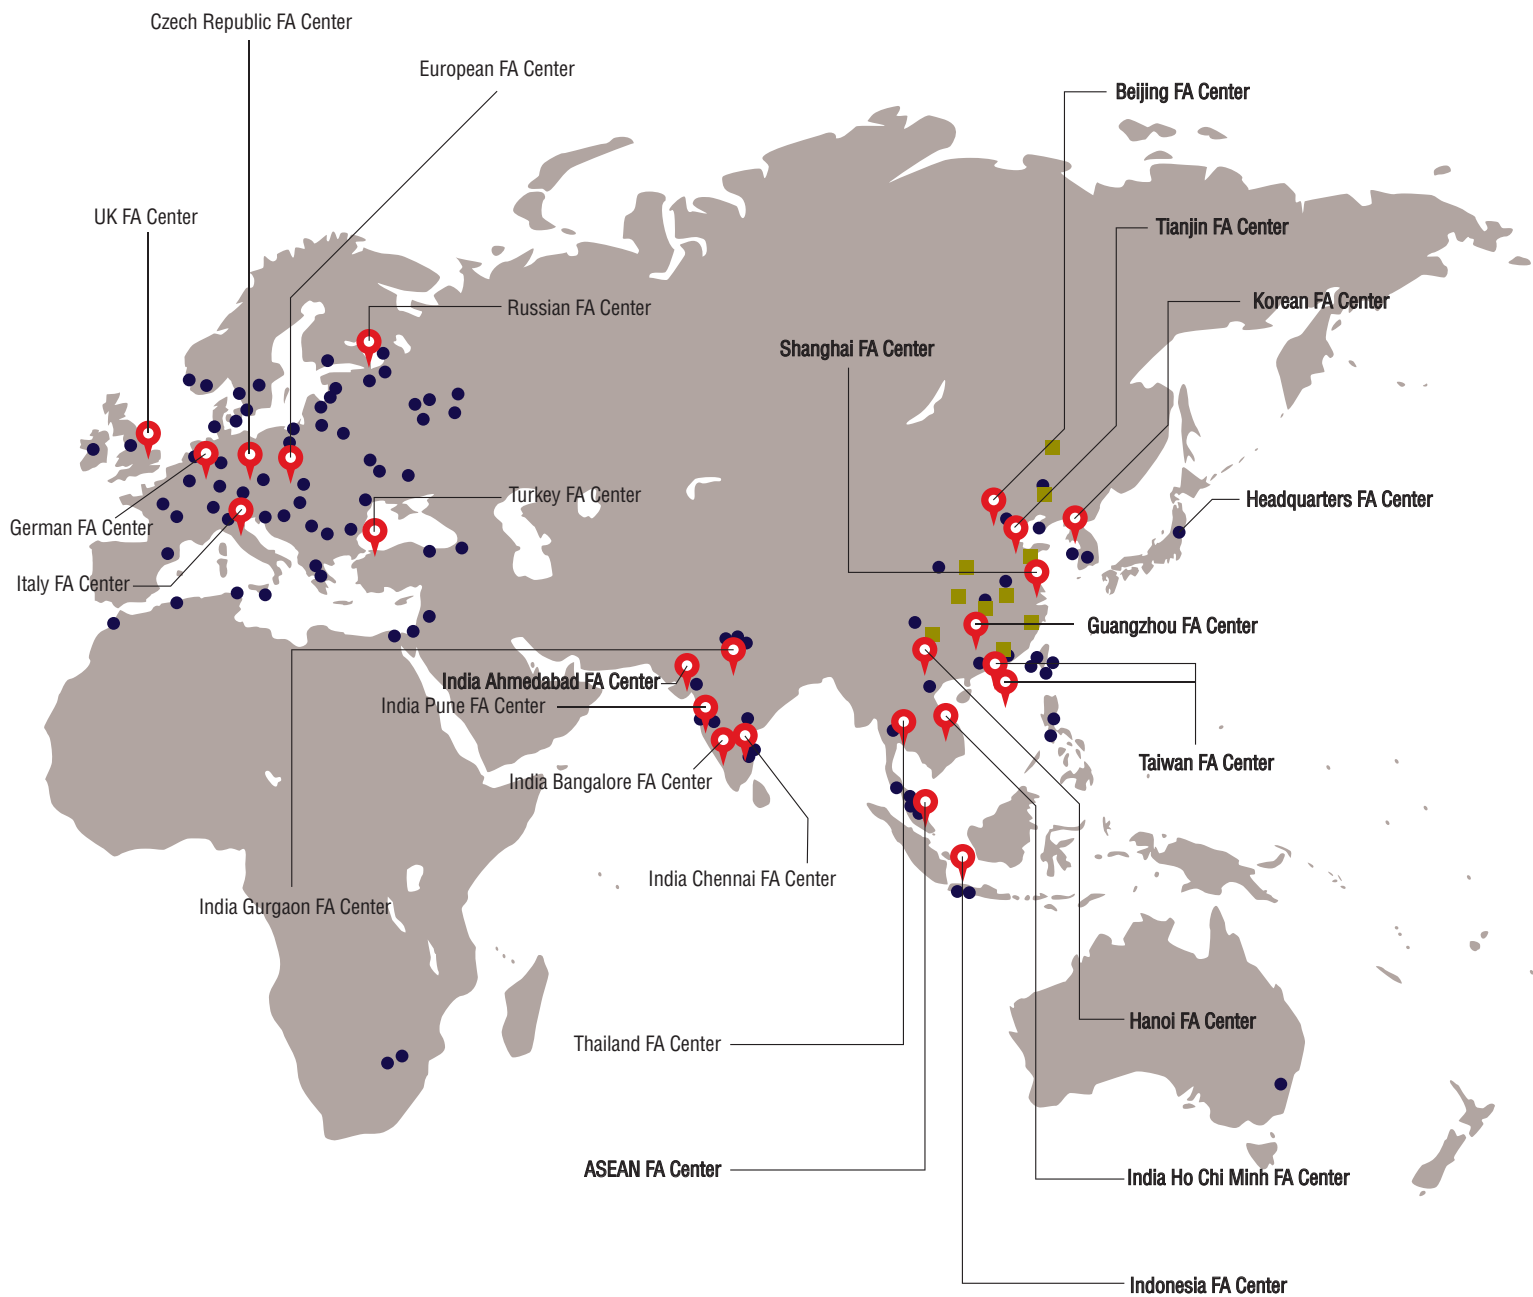 Czech Republic FA Center
European FA Center
Beijing FA Center
UK FA Center
Tianjin FA Center
Russian FA Center
Korean FA Center
Shanghai FA Center
Turkey FA Center
Headquarters FA Center
German FA Center
Italy FA Center
Guangzhou FA Center
India Ahmedabad FA Center
India Pune FA Center
Taiwan FA Center
India Bangalore FA Center
India Chennai FA Center
India Gurgaon FA Center
Hanoi FA Center
Thailand FA Center
ASEAN FA Center
India Ho Chi Minh FA Center
Indonesia FA Center